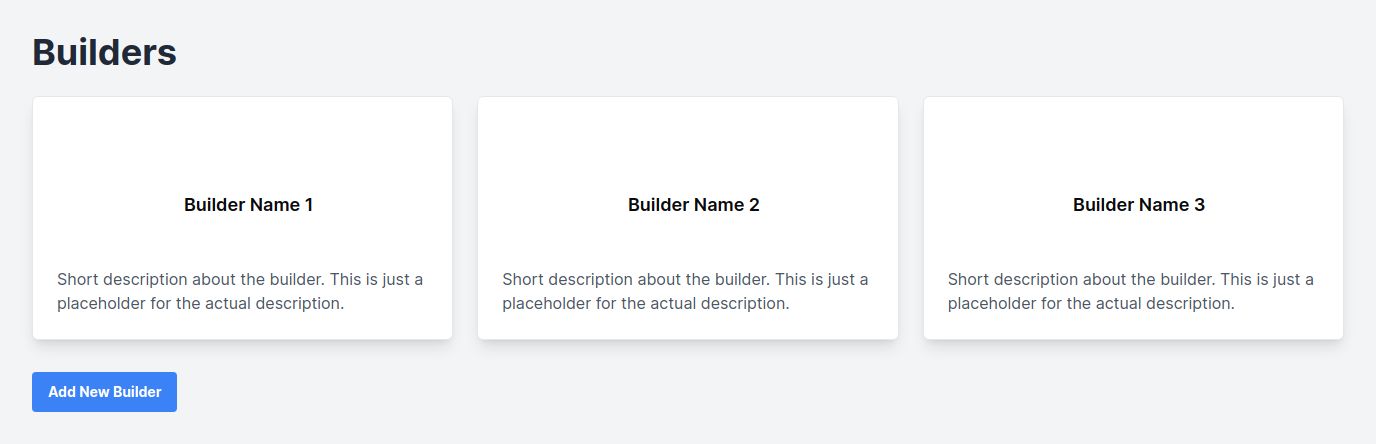 Builders
Builder Name 1
Short description about the builder. This is just a
placeholder for the actual description.
Builder Name 2
Short description about the builder. This is just a
placeholder for the actual description.
Builder Name 3
Short description about the builder. This is just a
placeholder for the actual description.
Add New Builder